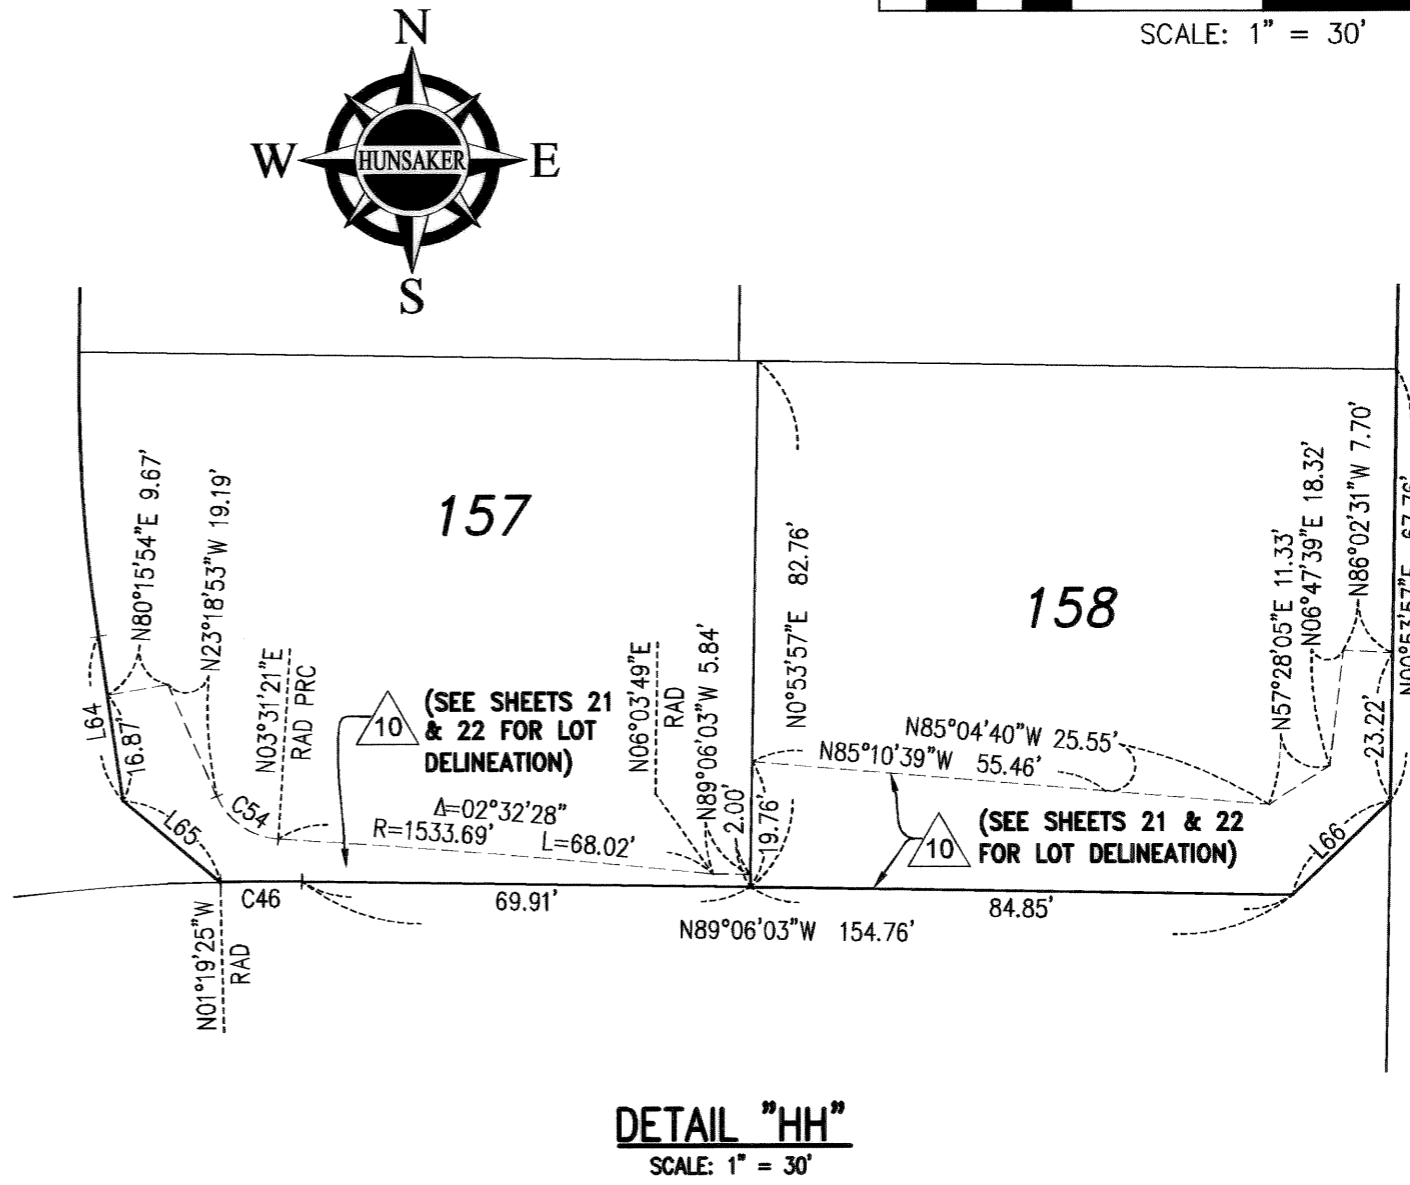 SCALE: 1" = 30'
N
W
HUNSAKER
E
S
157
158
N80°15'54"E 9.67'
N23°18'53"W 19.19'
N03°31'21"E
RAD PRC
10
(SEE SHEETS 21
& 22 FOR LOT
DELINEATION)
N06°03'49"E
RAD
N89°06'03"W 5.84'
2.00'
19.76'
N0°53'57"E 82.76'
N85°04'40"W 25.55'
N85°10'39"W 55.46'
N57°28'05"E 11.33'
N06°47'39"E 18.32'
N86°02'31"W 7.70'
N00°53'57"E 67.76'
23.22'
L64
16.87'
L65
C54
Δ=02°32'28"
R=1533.69' L=68.02'
10
(SEE SHEETS 21 & 22
FOR LOT DELINEATION)
L66
C46
69.91'
84.85'
N89°06'03"W 154.76'
N01°19'25"W
RAD
DETAIL "HH"
SCALE: 1" = 30'